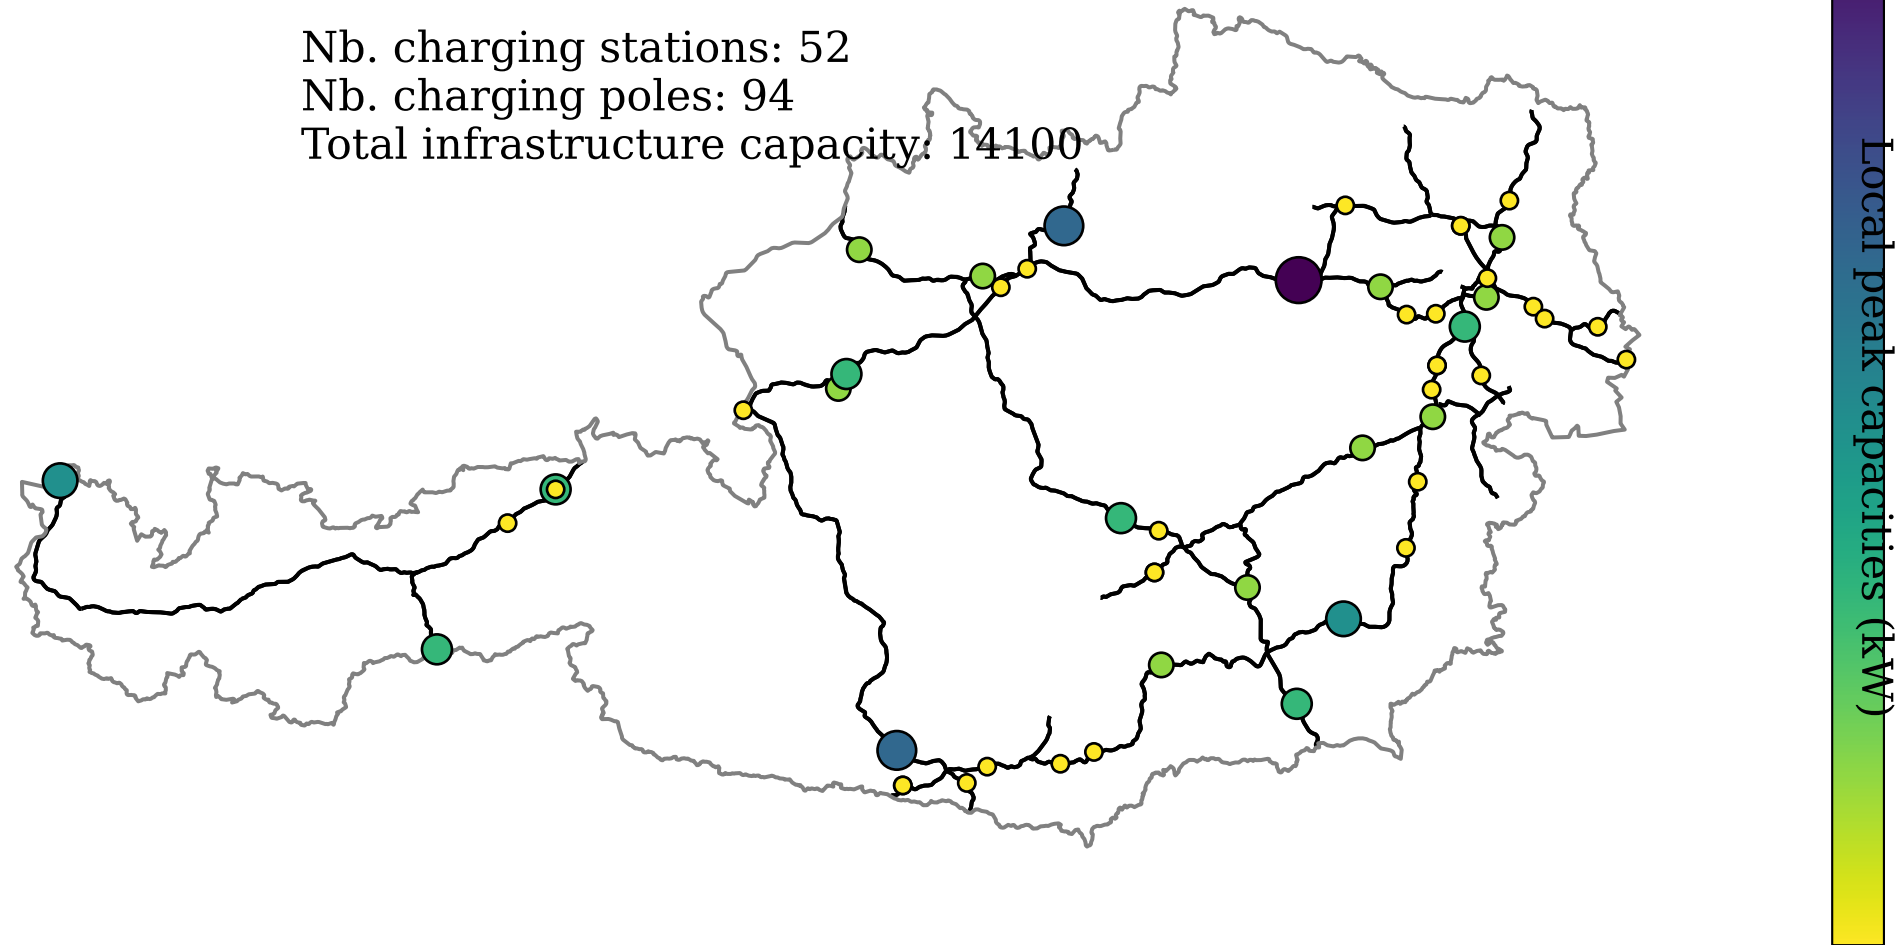 Nb. charging stations: 52
Nb. charging poles: 94
Total infrastructure capacity: 14100
Local peak capacities (kW)